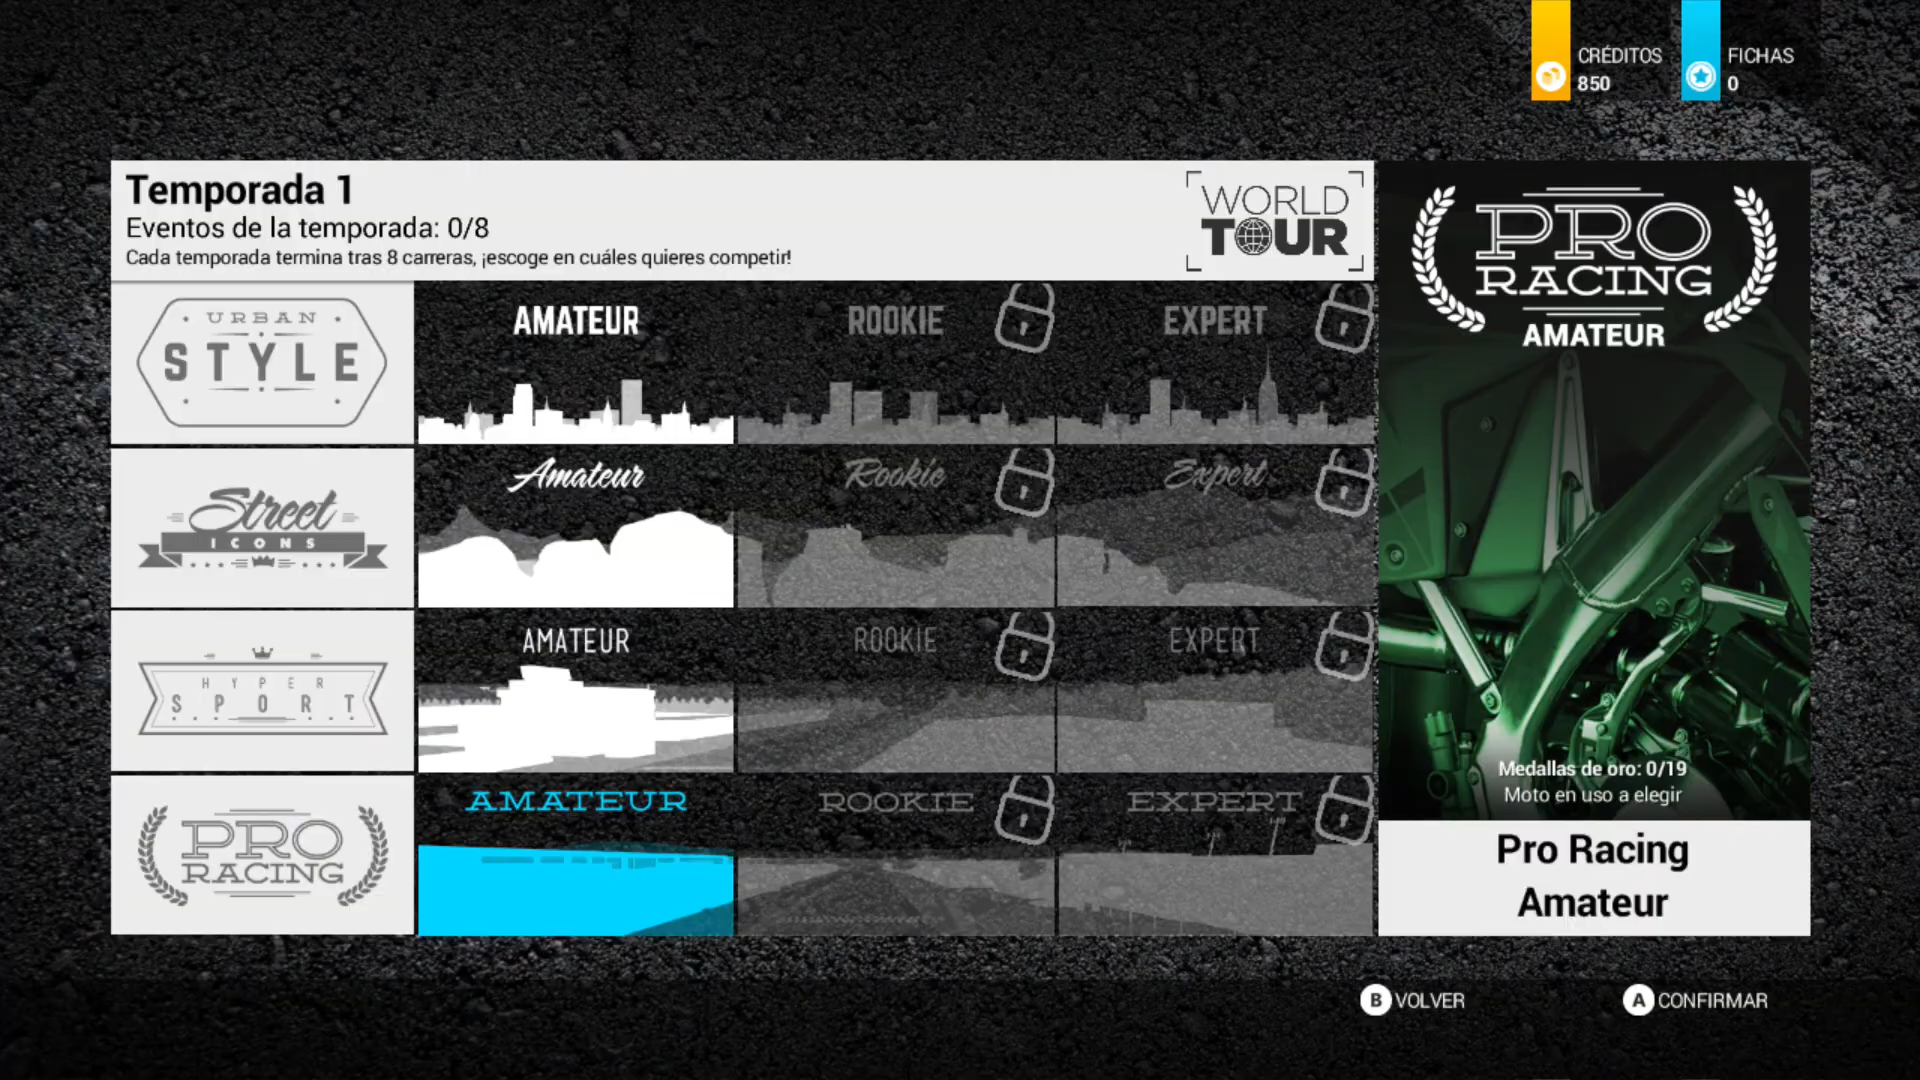 CRÉDITOS
850
FICHAS
0
Temporada 1
Eventos de la temporada: 0/8
Cada temporada termina tras 8 carreras, ¡escoge en cuáles quieres competir!
WORLD
TOUR
PRO
RACING
AMATEUR
URBAN
STYLE
AMATEUR
ROOKIE
EXPERT
Street
ICONS
Amateur
Rookie
Expert
HYPER
SPORT
AMATEUR
ROOKIE
EXPERT
PRO
RACING
AMATEUR
ROOKIE
EXPERT
Medallas de oro: 0/19
Moto en uso a elegir
Pro Racing
Amateur
B VOLVER
A CONFIRMAR